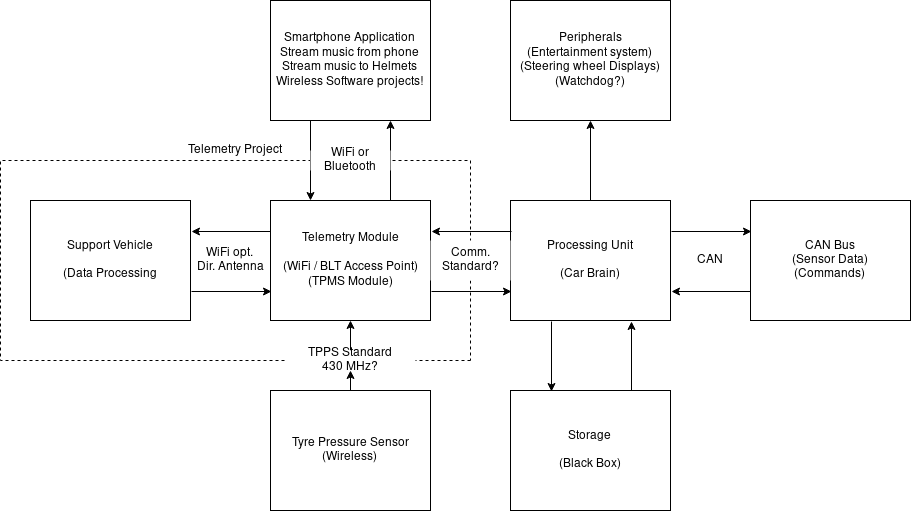 Smartphone Application
Stream music from phone
Stream music to Helmets
Wireless Software projects!
Peripherals
(Entertainment system)
(Steering wheel Displays)
(Watchdog?)
Telemetry Project
WiFi or
Bluetooth
Support Vehicle
(Data Processing
WiFi opt.
Dir. Antenna
Telemetry Module
(WiFi / BLT Access Point)
(TPMS Module)
Comm.
Standard?
Processing Unit
(Car Brain)
CAN
CAN Bus
(Sensor Data)
(Commands)
TPPS Standard
430 MHz?
Tyre Pressure Sensor
(Wireless)
Storage
(Black Box)